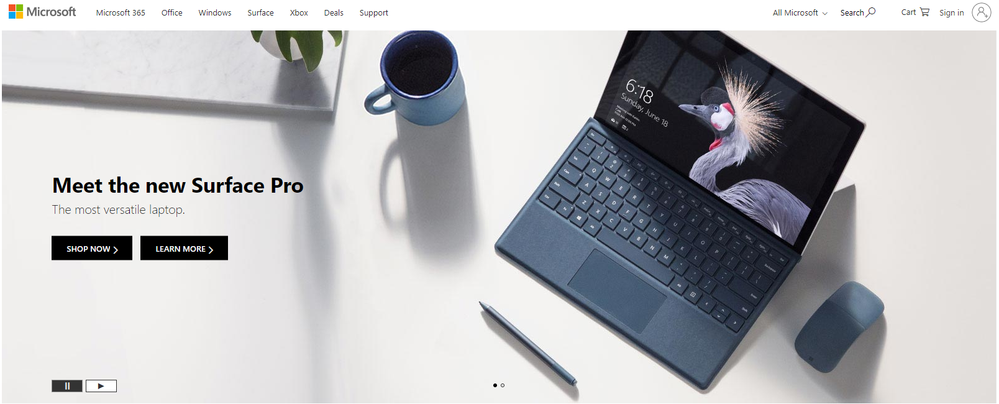 Microsoft Microsoft 365 Office Windows Surface Xbox Deals Support All Microsoft Search Cart Sign in
6:18
Sunday, June 18
Meet the new Surface Pro
The most versatile laptop.
SHOP NOW LEARN MORE
Q W E R T Y U I O P
A S D F G H J K L
Z X C V B N M